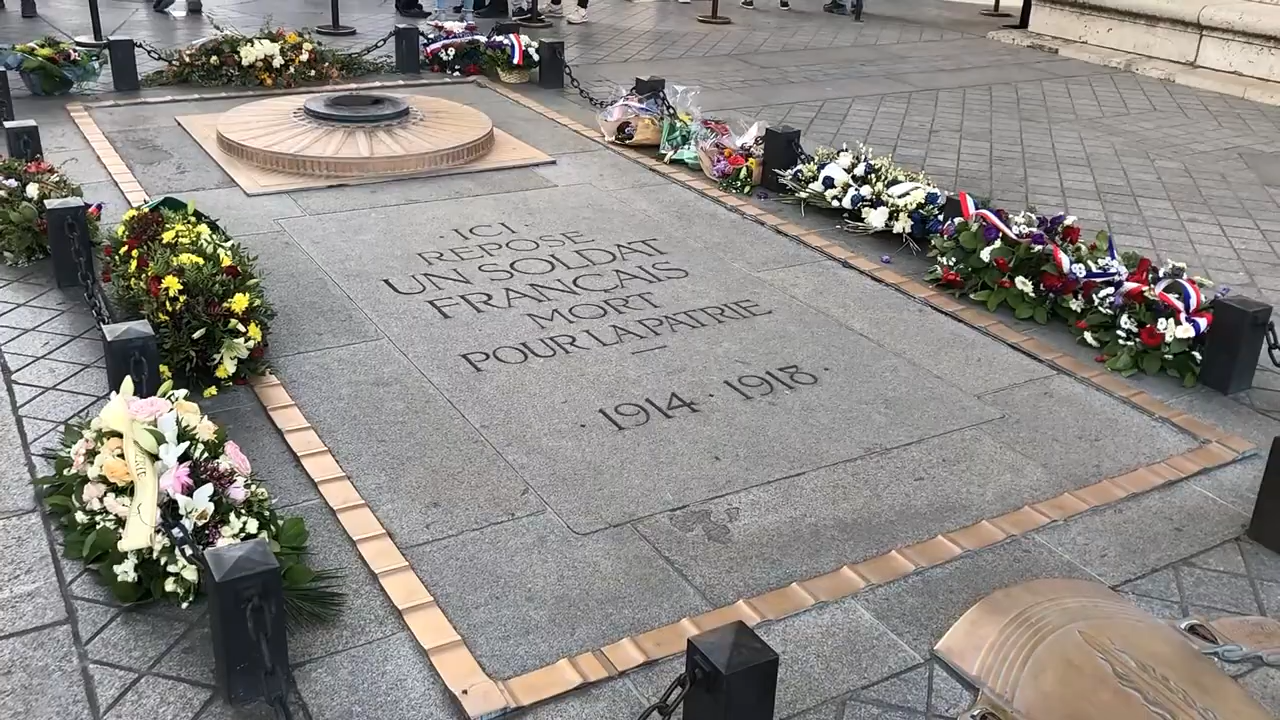 · ICI ·
REPOSE
UN SOLDAT
FRANÇAIS
MORT
POUR LA PATRIE
—
· 1914 · 1918 ·